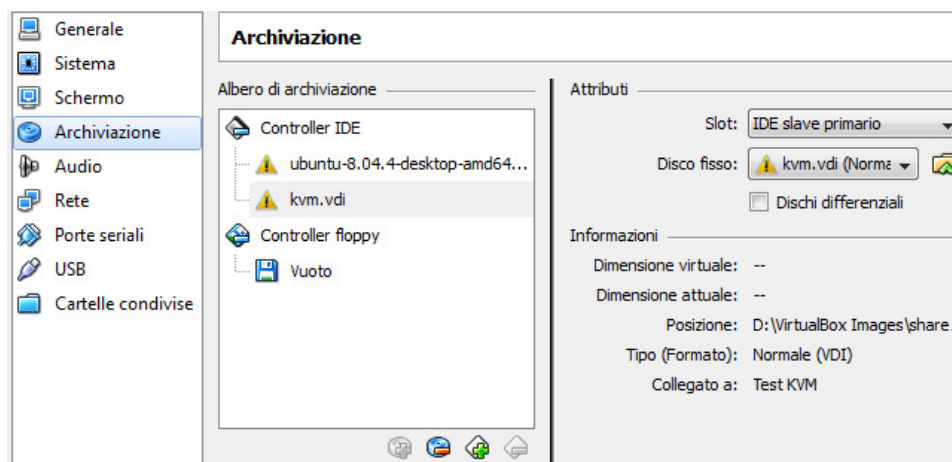 Generale
Sistema
Schermo
Archiviazione
Audio
Rete
Porte seriali
USB
Cartelle condivise
Archiviazione
Albero di archiviazione
Controller IDE
ubuntu-8.04.4-desktop-amd64...
kvm.vdi
Controller floppy
Vuoto
Attributi
Slot: IDE slave primario
Disco fisso: kvm.vdi (Norma
Dischi differenziali
Informazioni
Dimensione virtuale: --
Dimensione attuale: --
Posizione: D:\VirtualBox Images\share
Tipo (Formato): Normale (VDI)
Collegato a: Test KVM